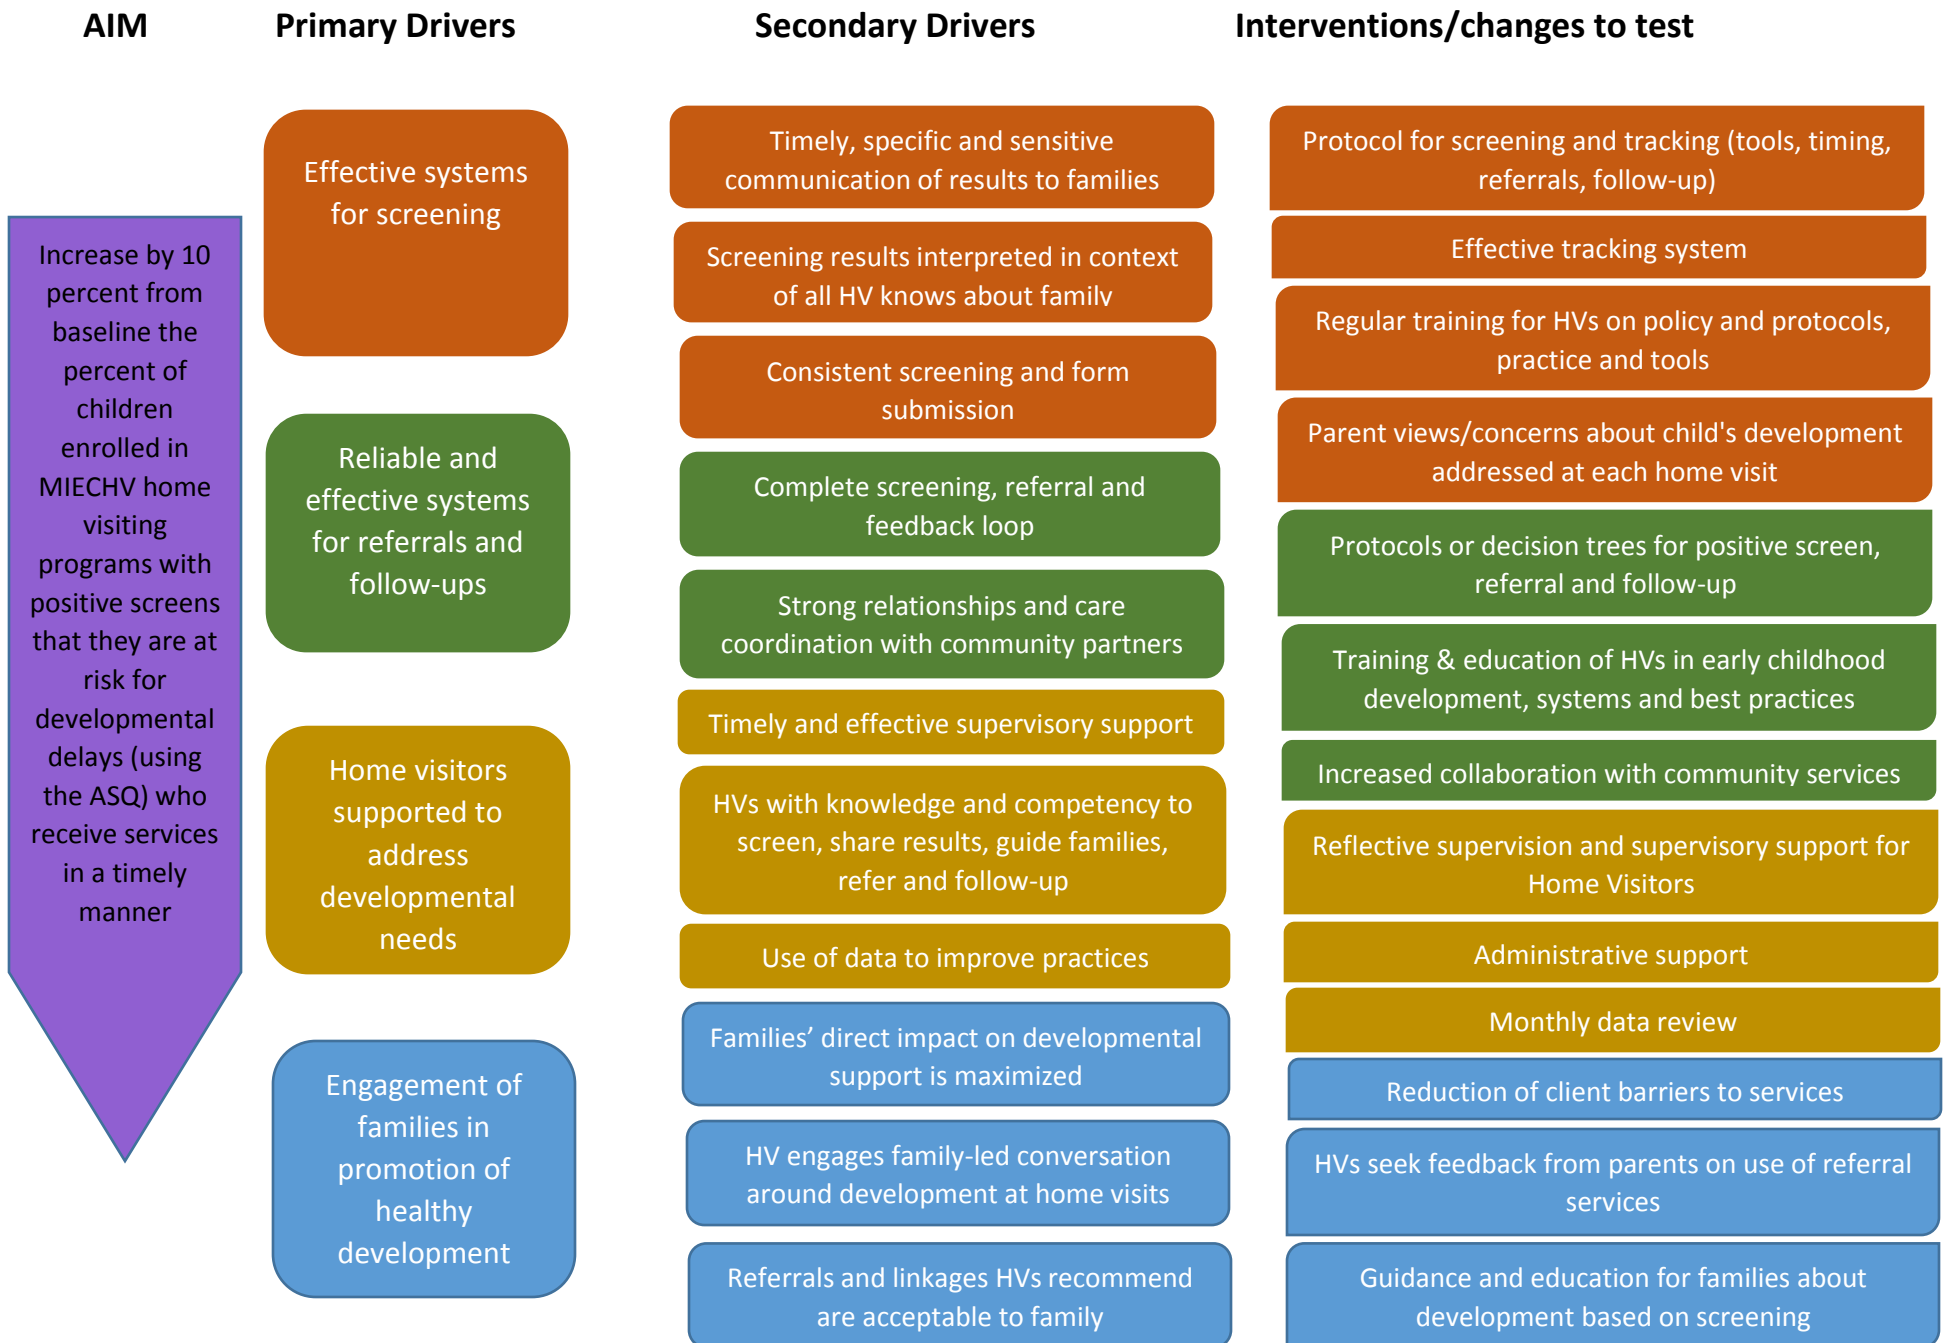 AIM
Primary Drivers
Secondary Drivers
Interventions/changes to test
Increase by 10
percent from
baseline the
percent of
children
enrolled in
MIECHV home
visiting
programs with
positive screens
that they are at
risk for
developmental
delays (using
the ASQ) who
receive services
in a timely
manner
Effective systems
for screening
Reliable and
effective systems
for referrals and
follow-ups
Home visitors
supported to
address
developmental
needs
Engagement of
families in
promotion of
healthy
development
Timely, specific and sensitive
communication of results to families
Screening results interpreted in context
of all HV knows about family
Consistent screening and form
submission
Complete screening, referral and
feedback loop
Strong relationships and care
coordination with community partners
Timely and effective supervisory support
HVs with knowledge and competency to
screen, share results, guide families,
refer and follow-up
Use of data to improve practices
Families’ direct impact on developmental
support is maximized
HV engages family-led conversation
around development at home visits
Referrals and linkages HVs recommend
are acceptable to family
Protocol for screening and tracking (tools, timing,
referrals, follow-up)
Effective tracking system
Regular training for HVs on policy and protocols,
practice and tools
Parent views/concerns about child's development
addressed at each home visit
Protocols or decision trees for positive screen,
referral and follow-up
Training & education of HVs in early childhood
development, systems and best practices
Increased collaboration with community services
Reflective supervision and supervisory support for
Home Visitors
Administrative support
Monthly data review
Reduction of client barriers to services
HVs seek feedback from parents on use of referral
services
Guidance and education for families about
development based on screening